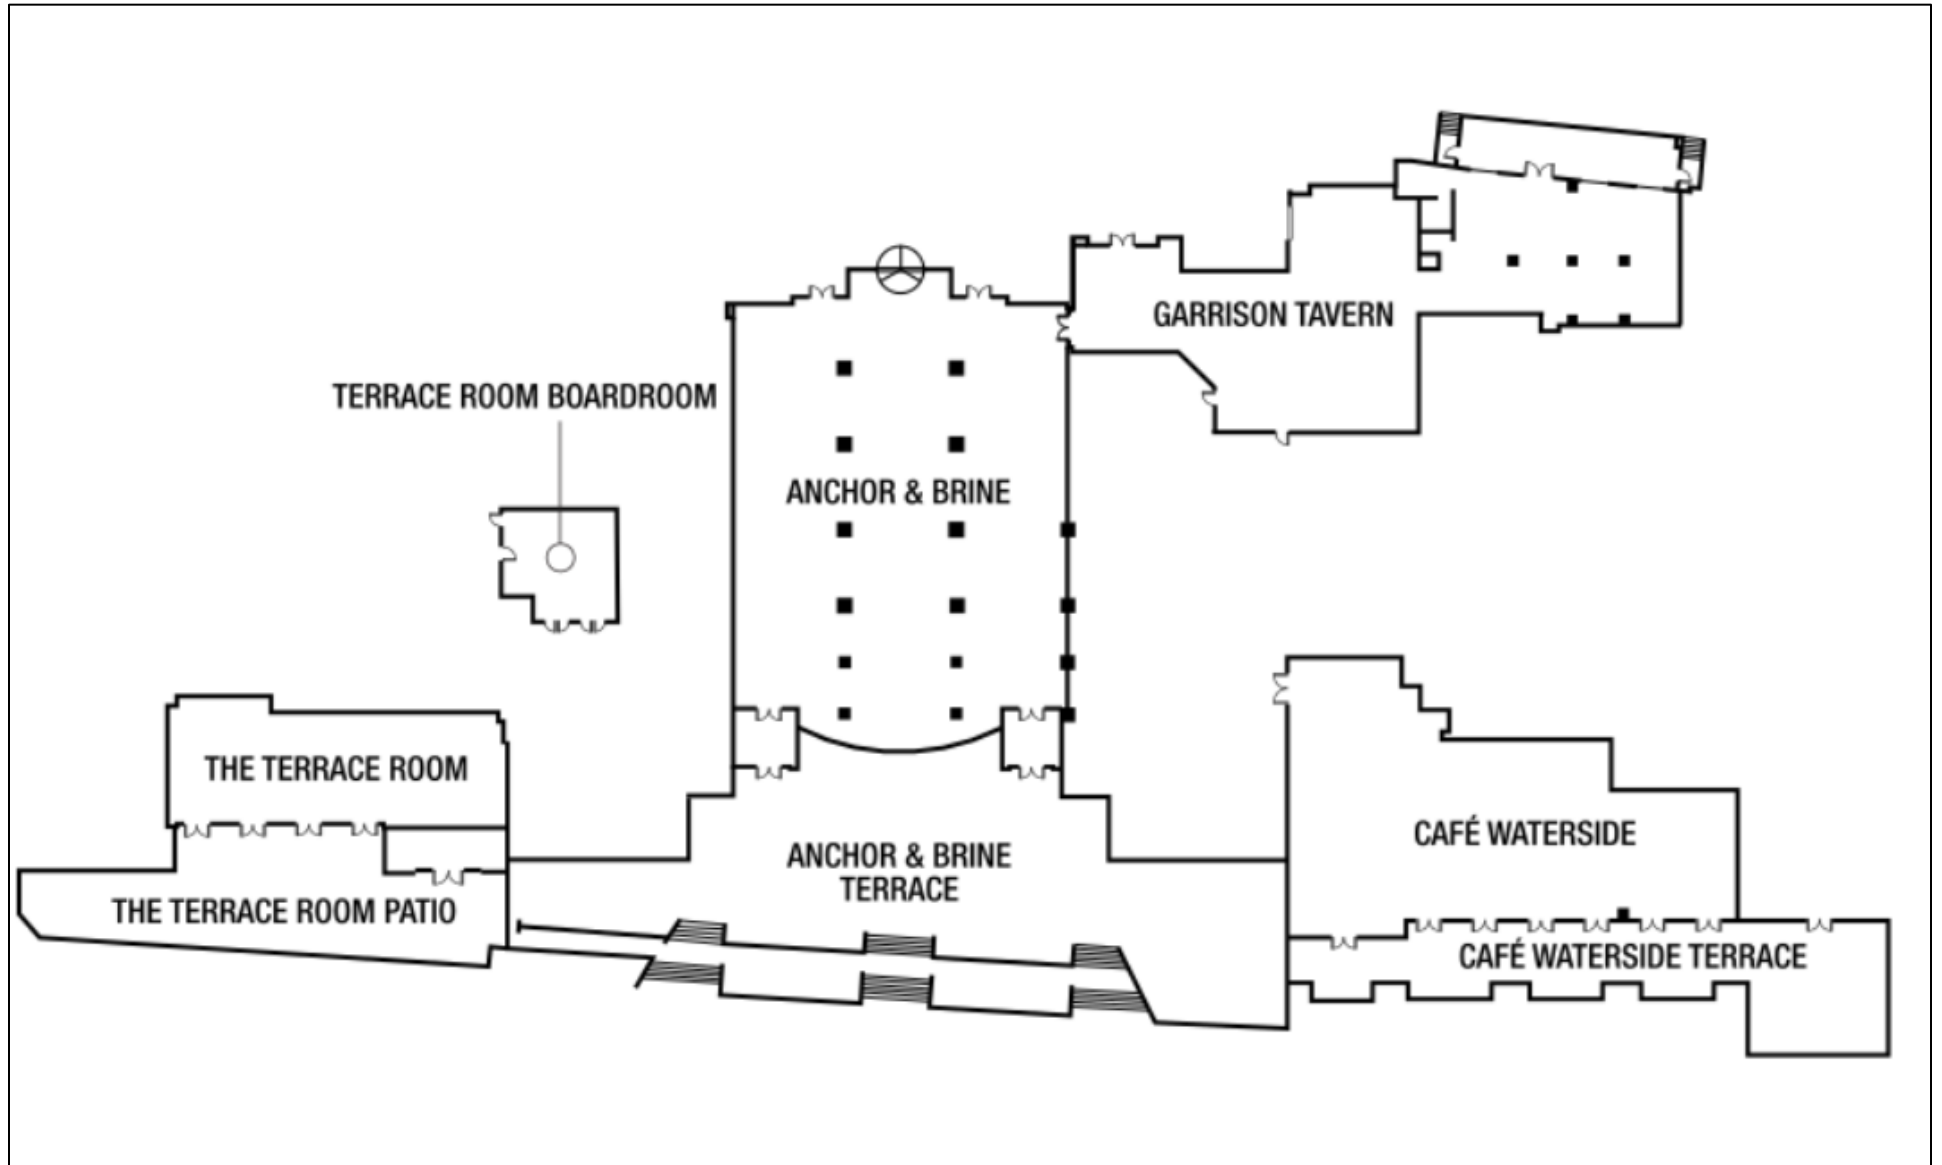 GARRISON TAVERN
TERRACE ROOM BOARDROOM
ANCHOR & BRINE
THE TERRACE ROOM
CAFÉ WATERSIDE
ANCHOR & BRINE
TERRACE
THE TERRACE ROOM PATIO
CAFÉ WATERSIDE TERRACE